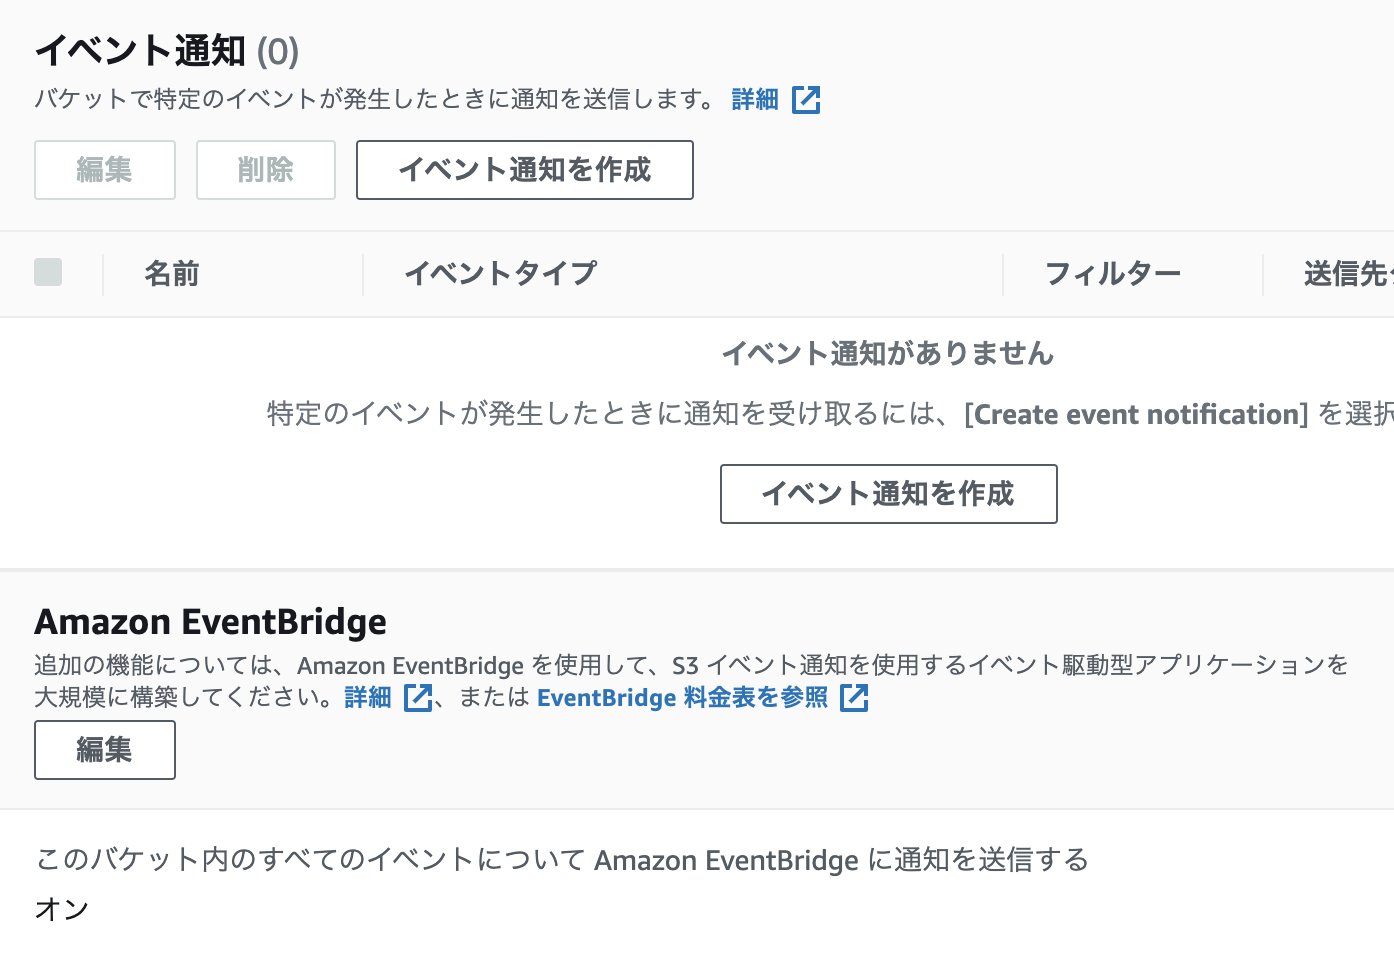 イベント通知 (0)
バケットで特定のイベントが発生したときに通知を送信します。 詳細
編集 削除 イベント通知を作成
名前 イベントタイプ フィルター 送信先
イベント通知がありません
特定のイベントが発生したときに通知を受け取るには、[Create event notification] を選択
イベント通知を作成
Amazon EventBridge
追加の機能については、Amazon EventBridge を使用して、S3 イベント通知を使用するイベント駆動型アプリケーションを
大規模に構築してください。詳細 、または EventBridge 料金表を参照
編集
このバケット内のすべてのイベントについて Amazon EventBridge に通知を送信する
オン